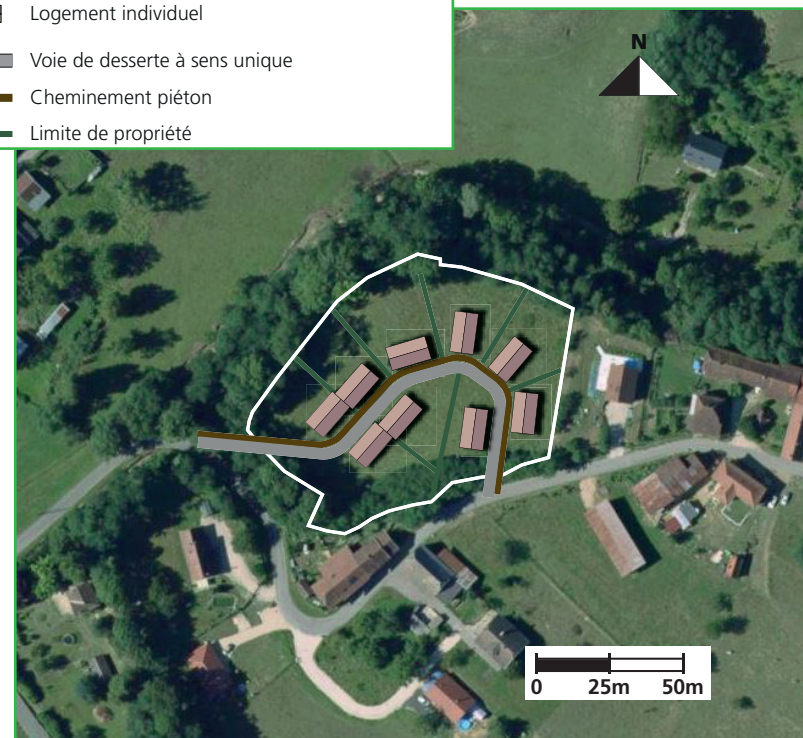 Logement individuel
Voie de desserte à sens unique
Cheminement piéton
Limite de propriété
N
0 25m 50m